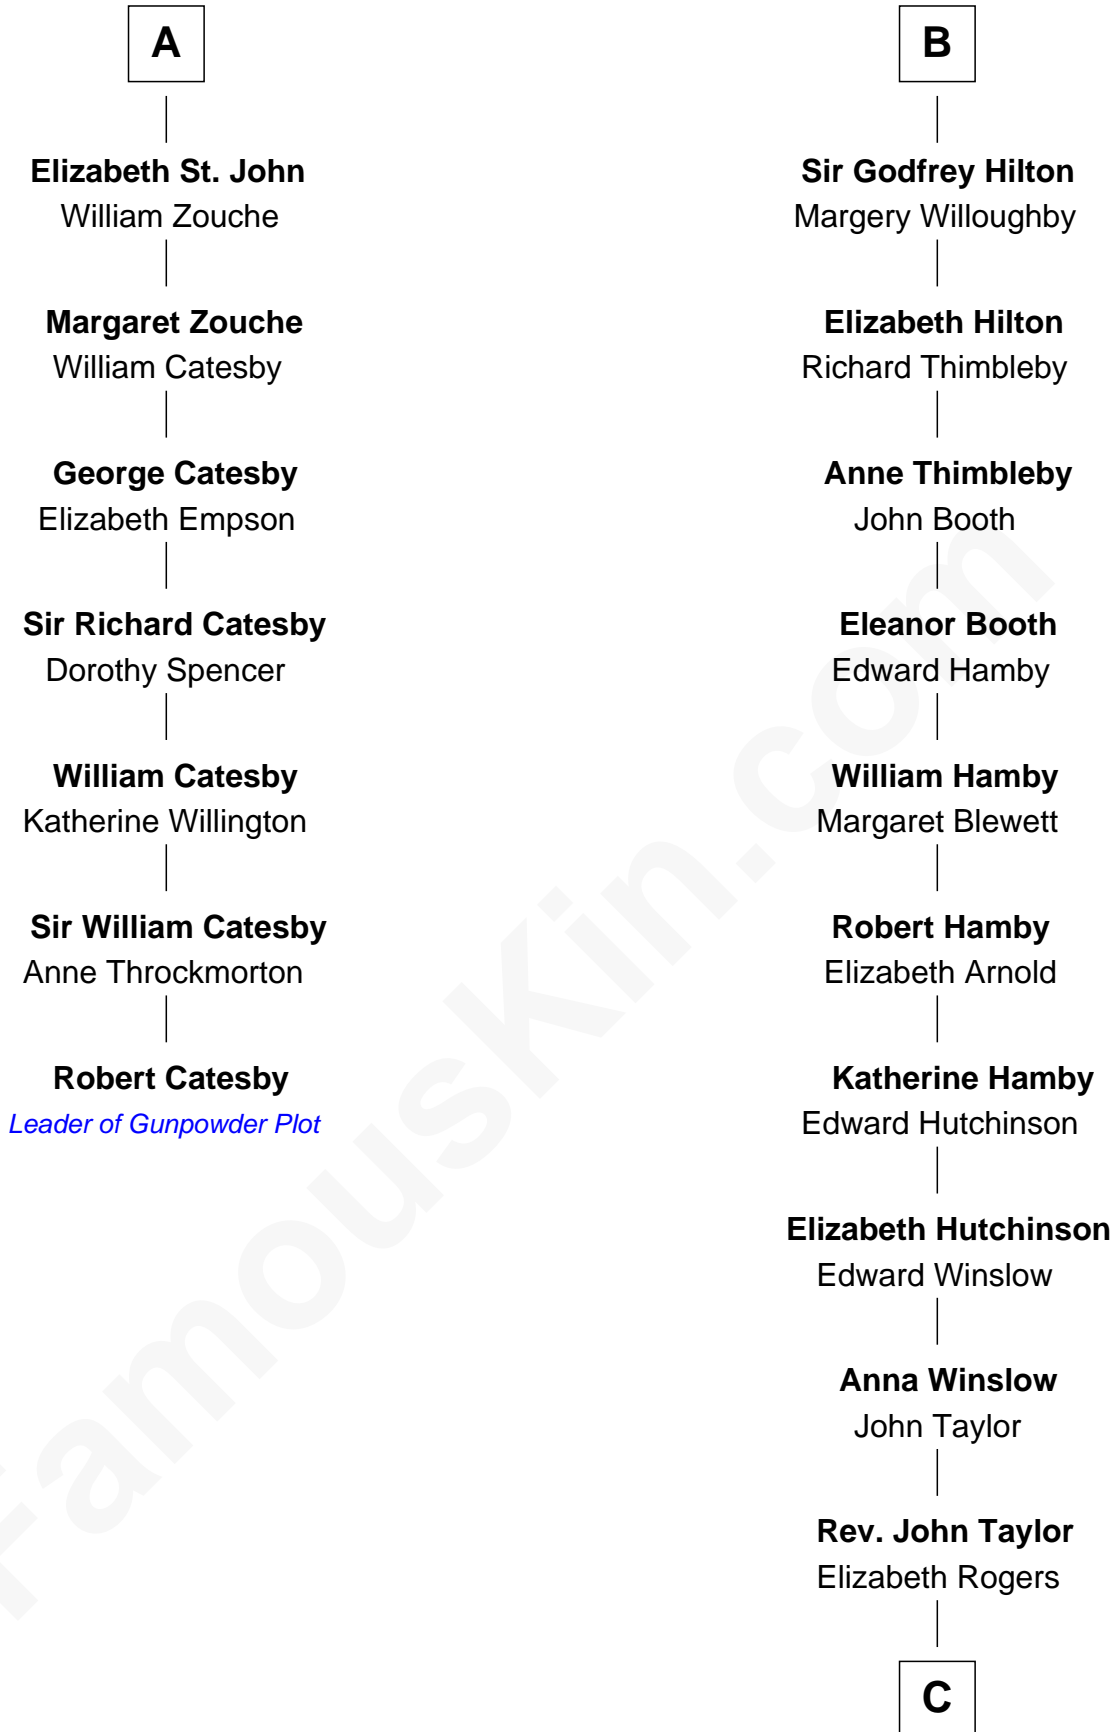 A
Elizabeth St. John
William Zouche
Margaret Zouche
William Catesby
George Catesby
Elizabeth Empson
Sir Richard Catesby
Dorothy Spencer
William Catesby
Katherine Willington
Sir William Catesby
Anne Throckmorton
Robert Catesby
Leader of Gunpowder Plot
B
Sir Godfrey Hilton
Margery Willoughby
Elizabeth Hilton
Richard Thimbleby
Anne Thimbleby
John Booth
Eleanor Booth
Edward Hamby
William Hamby
Margaret Blewett
Robert Hamby
Elizabeth Arnold
Katherine Hamby
Edward Hutchinson
Elizabeth Hutchinson
Edward Winslow
Anna Winslow
John Taylor
Rev. John Taylor
Elizabeth Rogers
C
FamousKin.com